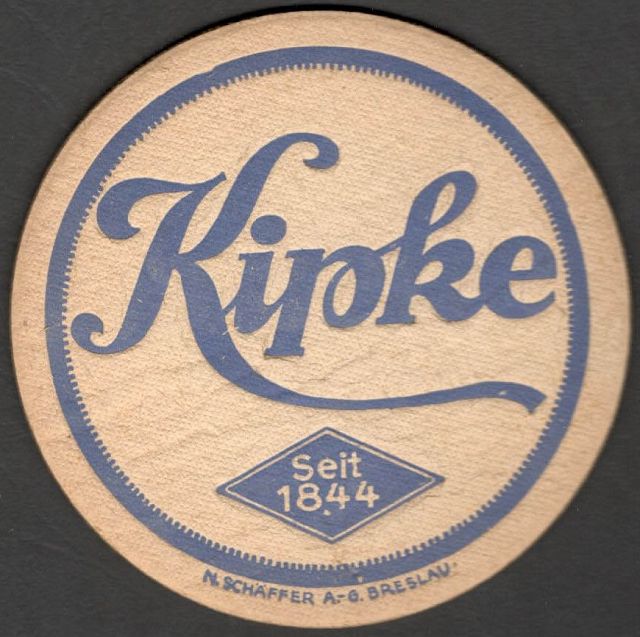 Kipke
Seit
1844
N. SCHÄFFER A.-G. BRESLAU.